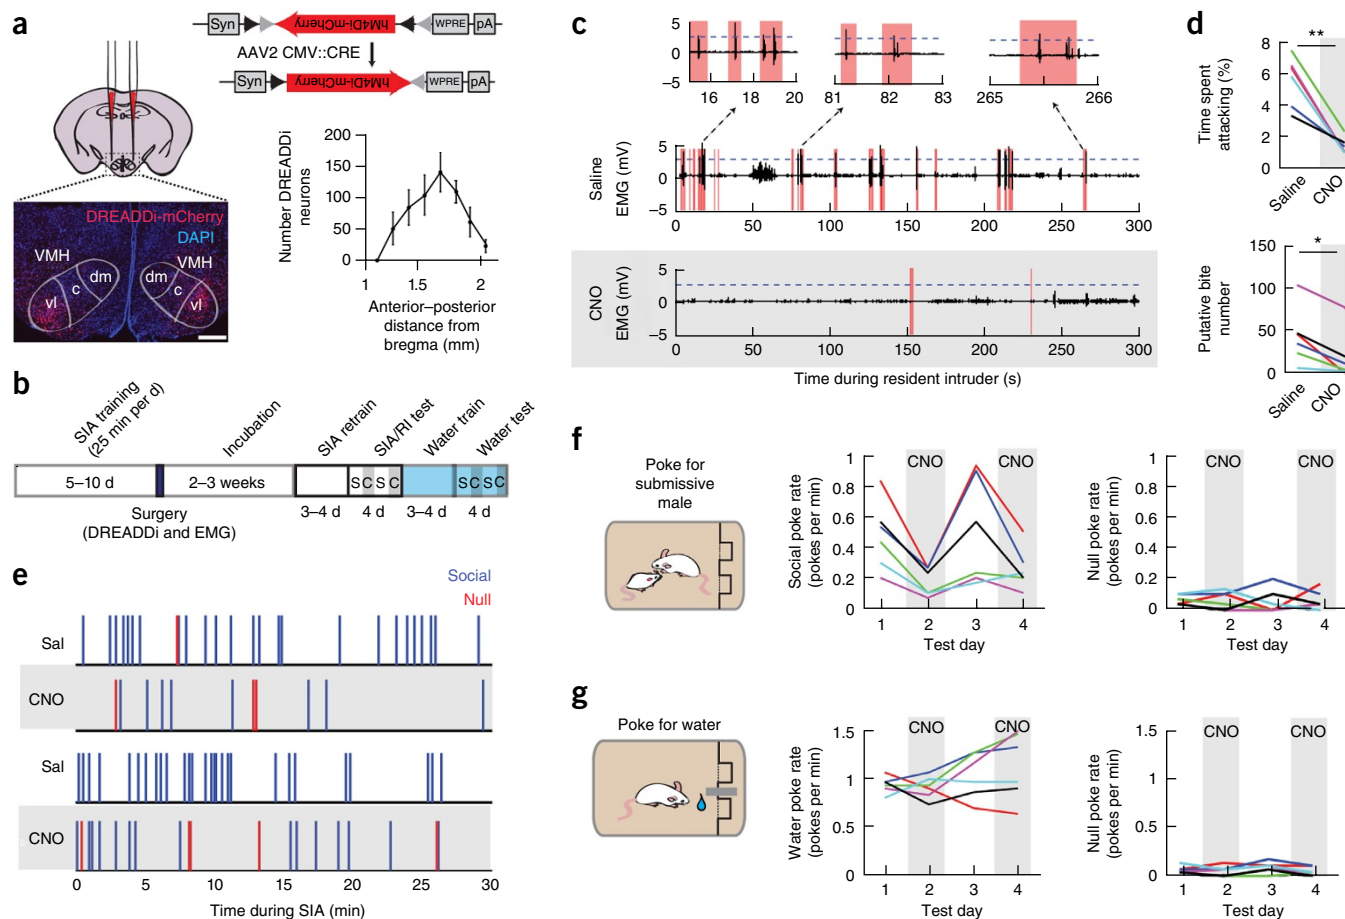 a
Syn
hM4Di-mCherry
WPRE
pA
AAV2 CMV::CRE
Syn
hM4Di-mCherry
WPRE
pA
DREADDi-mCherry
DAPI
VMH
VMH
dm
dm
c
c
vl
vl
Number DREADDi
neurons
200
150
100
50
0
1
1.5
2
Anterior–posterior
distance from
bregma (mm)
b
SIA training
(25 min per d)
Incubation
SIA retrain
SIA/RI test
Water train
Water test
5–10 d
2–3 weeks
S C S C
S C S C
3–4 d
4 d
3–4 d
4 d
Surgery
(DREADDi and EMG)
c
5
0
−5
16
18
20
81
82
83
265
266
Saline
EMG (mV)
5
0
−5
0
50
100
150
200
250
300
CNO
EMG (mV)
5
0
−5
0
50
100
150
200
250
300
Time during resident intruder (s)
d
Time spent
attacking (%)
8
6
4
2
0
**
Saline
CNO
Putative bite
number
150
100
50
0
*
Saline
CNO
e
Social
Null
Sal
CNO
Sal
CNO
0
5
10
15
20
25
30
Time during SIA (min)
f
Poke for
submissive
male
Social poke rate
(pokes per min)
1
0.8
0.6
0.4
0.2
0
CNO
CNO
1
2
3
4
Test day
Null poke rate
(pokes per min)
1
0.8
0.6
0.4
0.2
0
CNO
CNO
1
2
3
4
Test day
g
Poke for water
Water poke rate
(pokes per min)
1.5
1
0.5
0
CNO
CNO
1
2
3
4
Test day
Null poke rate
(pokes per min)
1.5
1
0.5
0
CNO
CNO
1
2
3
4
Test day